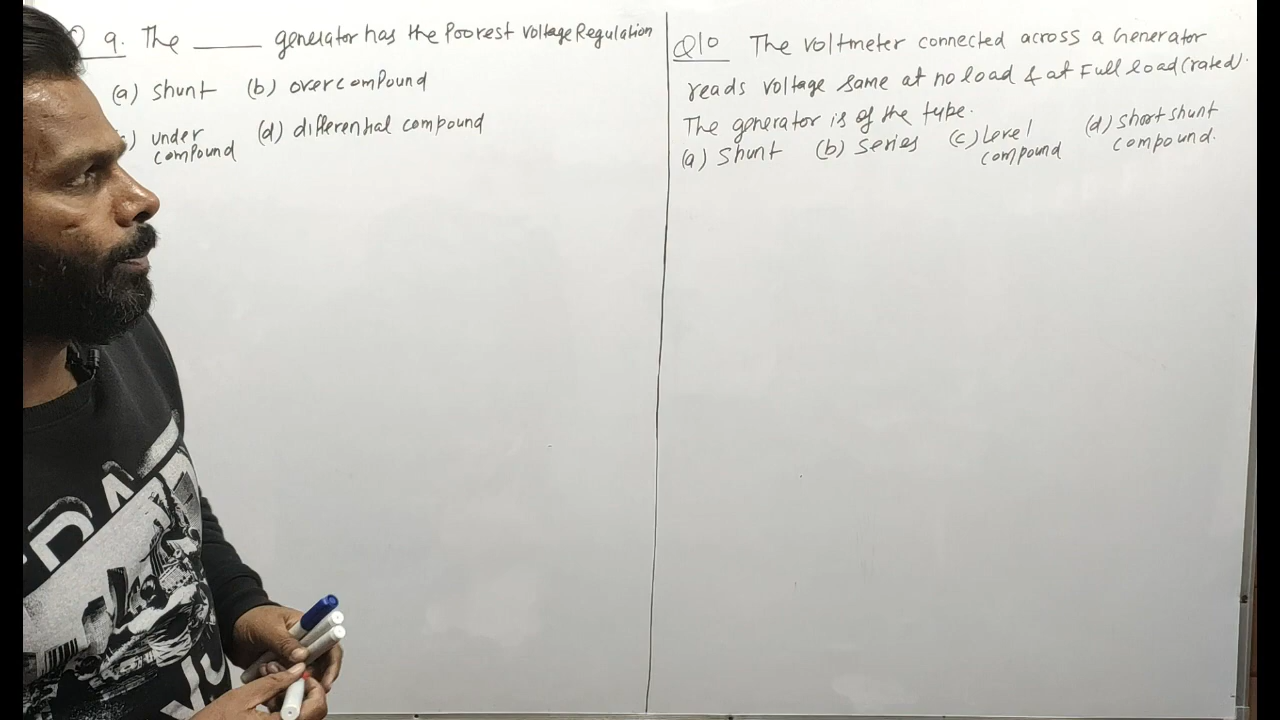 Q 9. The ______ generator has the Poorest Voltage Regulation
(a) shunt (b) overcompound
) under compound (d) differential compound
Q10 The voltmeter connected across a Generator
reads voltage same at no load & at Full load (rated).
The generator is of the type.
(a) Shunt (b) Series (c) Level compound (d) short shunt compound.